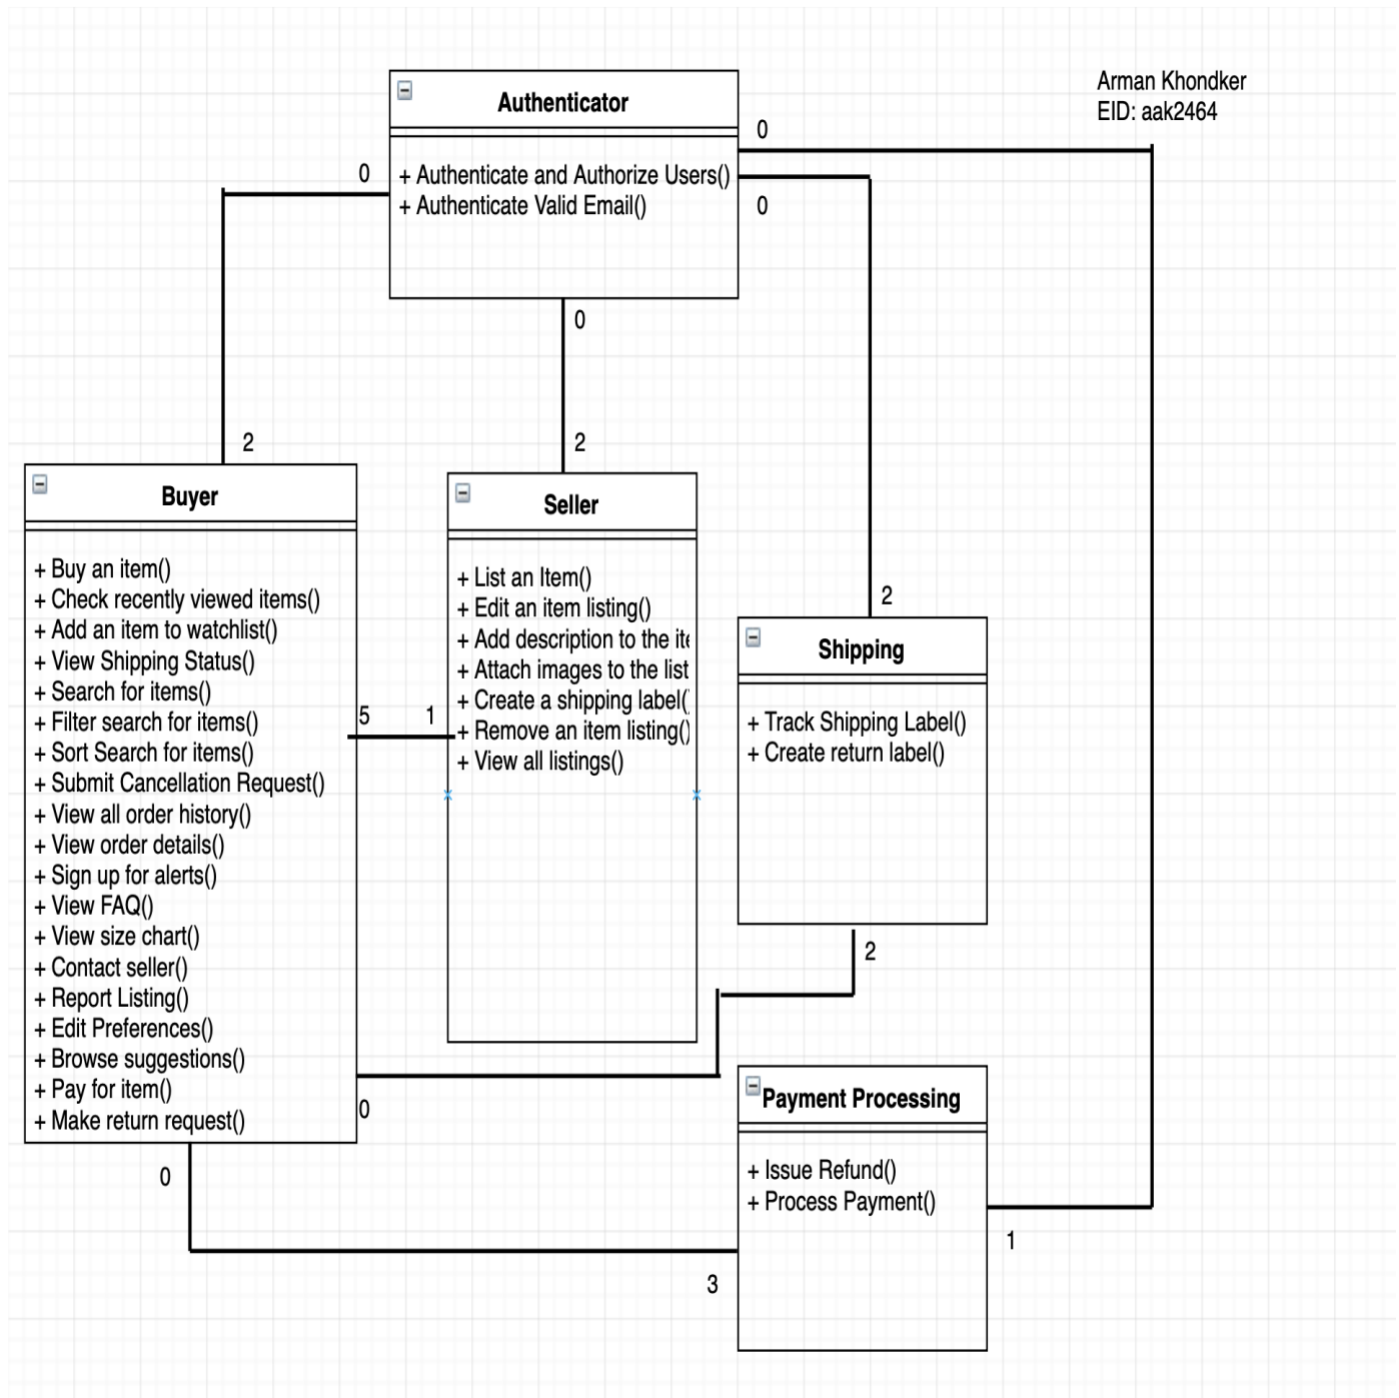 Arman Khondker
EID: aak2464
Authenticator
+ Authenticate and Authorize Users()
+ Authenticate Valid Email()
0
0
0
0
2
2
2
Buyer
+ Buy an item()
+ Check recently viewed items()
+ Add an item to watchlist()
+ View Shipping Status()
+ Search for items()
+ Filter search for items()
+ Sort Search for items()
+ Submit Cancellation Request()
+ View all order history()
+ View order details()
+ Sign up for alerts()
+ View FAQ()
+ View size chart()
+ Contact seller()
+ Report Listing()
+ Edit Preferences()
+ Browse suggestions()
+ Pay for item()
+ Make return request()
5
1
Seller
+ List an Item()
+ Edit an item listing()
+ Add description to the ite
+ Attach images to the list
+ Create a shipping label(
+ Remove an item listing()
+ View all listings()
Shipping
+ Track Shipping Label()
+ Create return label()
2
0
0
Payment Processing
+ Issue Refund()
+ Process Payment()
1
3